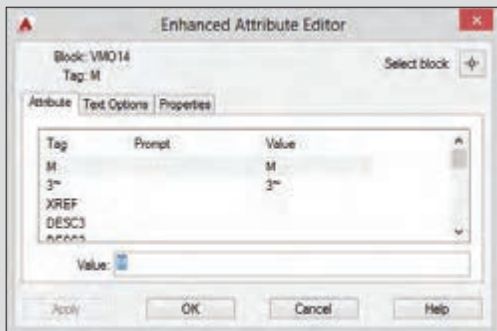 Enhanced Attribute Editor
Block: VMO14
Tag: M
Select block
Attribute Text Options Properties
Tag Prompt Value
M M
3~ 3~
XREF
DESC3
Value:
Apply OK Cancel Help